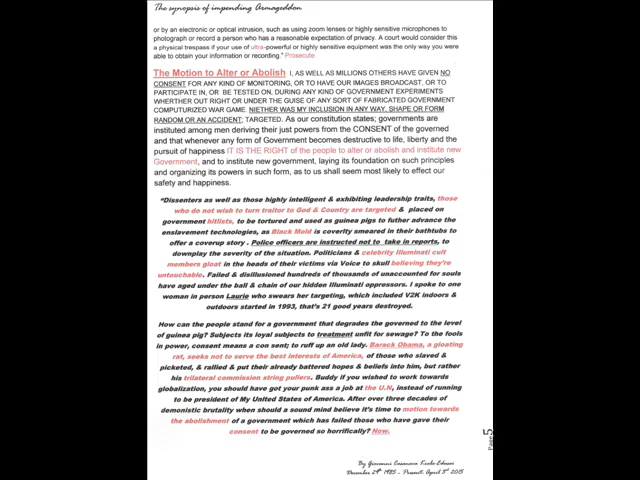 The synopsis of impending Armageddon
or by an electronic or optical intrusion, such as using zoom lenses or highly sensitive microphones to
photograph or record a person who has a reasonable expectation of privacy. A court would consider this
a physical trespass if your use of ultra-powerful or highly sensitive equipment was the only way you were
able to obtain your information or recording." Prosecute
The Motion to Alter or Abolish I, AS WELL AS MILLIONS OTHERS HAVE GIVEN NO
CONSENT FOR ANY KIND OF MONITORING, OR TO HAVE OUR IMAGES BROADCAST, OR TO
PARTICIPATE IN, OR BE TESTED ON, DURING ANY KIND OF GOVERNMENT EXPERIMENTS
WHERTHER OUT RIGHT OR UNDER THE GUISE OF ANY SORT OF FABRICATED GOVERNMENT
COMPUTURIZED WAR GAME. NIETHER WAS MY INCLUSION IN ANY WAY, SHAPE OR FORM
RANDOM OR AN ACCIDENT; TARGETED. As our constitution states; governments are
instituted among men deriving their just powers from the CONSENT of the governed
and that whenever any form of Government becomes destructive to life, liberty and the
pursuit of happiness IT IS THE RIGHT of the people to alter or abolish and institute new
Government, and to institute new government, laying its foundation on such principles
and organizing its powers in such form, as to us shall seem most likely to effect our
safety and happiness.
"Dissenters as well as those highly intelligent & exhibiting leadership traits, those
who do not wish to turn traitor to God & Country are targeted & placed on
government hitlists, to be tortured and used as guinea pigs to futher advance the
enslavement technologies, as Black Mold is covertly smeared in their bathtubs to
offer a coverup story . Police officers are instructed not to take in reports, to
downplay the severity of the situation. Politicians & celebrity Illuminati cult
members gloat in the heads of their victims via Voice to skull believing they're
untouchable. Failed & disillusioned hundreds of thousands of unaccounted for souls
have aged under the ball & chain of our hidden Illuminati oppressors. I spoke to one
woman in person Laurie who swears her targeting, which included V2K indoors &
outdoors started in 1993, that's 21 good years destroyed.
How can the people stand for a government that degrades the governed to the level
of guinea pig? Subjects its loyal subjects to treatment unfit for sewage? To the fools
in power, consent means a con sent; to ruff up an old lady. Barack Obama, a gloating
rat, seeks not to serve the best interests of America, of those who slaved &
picketed, & rallied & put their already battered hopes & beliefs into him, but rather
his trilateral commission string pullers. Buddy if you wished to work towards
globalization, you should have got your punk ass a job at the U.N, instead of running
to be president of My United States of America. After over three decades of
demonistic brutality when should a sound mind believe it's time to motion towards
the abolishment of a government which has failed those who have gave their
consent to be governed so horrifically? Now.
Page 5
By Giovanni Casanova
December 29th 1985 – Present. April 3rd 2015